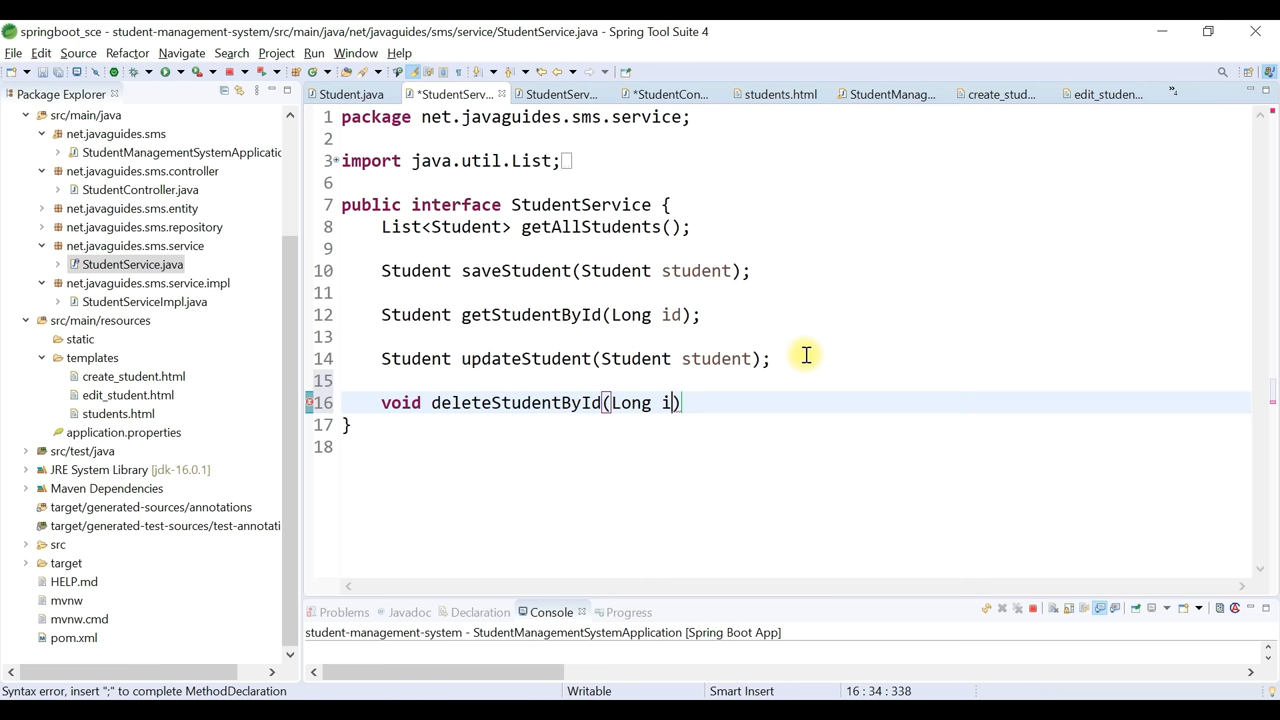 springboot_sce - student-management-system/src/main/java/net/javaguides/sms/service/StudentService.java - Spring Tool Suite 4
File Edit Source Refactor Navigate Search Project Run Window Help
Package Explorer
Student.java *StudentServ... StudentServ... *StudentCon... students.html StudentManag... create_stud... edit_studen... »4
src/main/java
net.javaguides.sms
StudentManagementSystemApplicatio
net.javaguides.sms.controller
StudentController.java
net.javaguides.sms.entity
net.javaguides.sms.repository
net.javaguides.sms.service
StudentService.java
net.javaguides.sms.service.impl
StudentServiceImpl.java
src/main/resources
static
templates
create_student.html
edit_student.html
students.html
application.properties
src/test/java
JRE System Library [jdk-16.0.1]
Maven Dependencies
target/generated-sources/annotations
target/generated-test-sources/test-annotati
src
target
HELP.md
mvnw
mvnw.cmd
pom.xml
1 package net.javaguides.sms.service;
2
3 import java.util.List;
6
7 public interface StudentService {
8 List<Student> getAllStudents();
9
10 Student saveStudent(Student student);
11
12 Student getStudentById(Long id);
13
14 Student updateStudent(Student student);
15
16 void deleteStudentById(Long i)
17 }
18
Problems Javadoc Declaration Console Progress
student-management-system - StudentManagementSystemApplication [Spring Boot App]
Syntax error, insert ";" to complete MethodDeclaration Writable Smart Insert 16 : 34 : 338